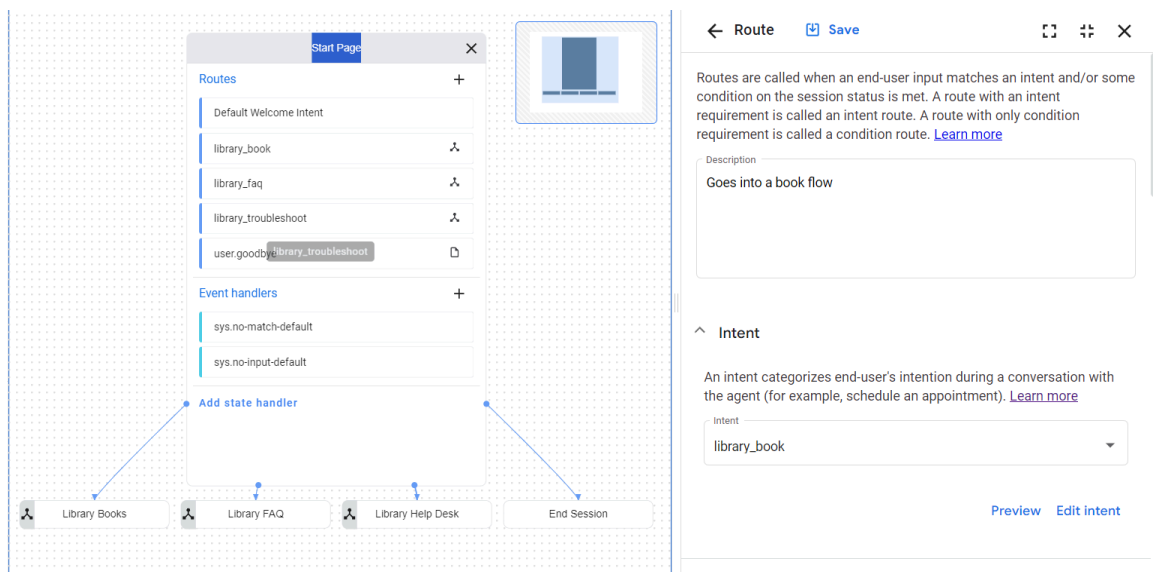 Start Page
Routes
Default Welcome Intent
library_book
library_faq
library_troubleshoot
user.goodbye
library_troubleshoot
Event handlers
sys.no-match-default
sys.no-input-default
Add state handler
Library Books
Library FAQ
Library Help Desk
End Session
Route
Save
Routes are called when an end-user input matches an intent and/or some
condition on the session status is met. A route with an intent
requirement is called an intent route. A route with only condition
requirement is called a condition route. Learn more
Description
Goes into a book flow
Intent
An intent categorizes end-user's intention during a conversation with
the agent (for example, schedule an appointment). Learn more
Intent
library_book
Preview Edit intent